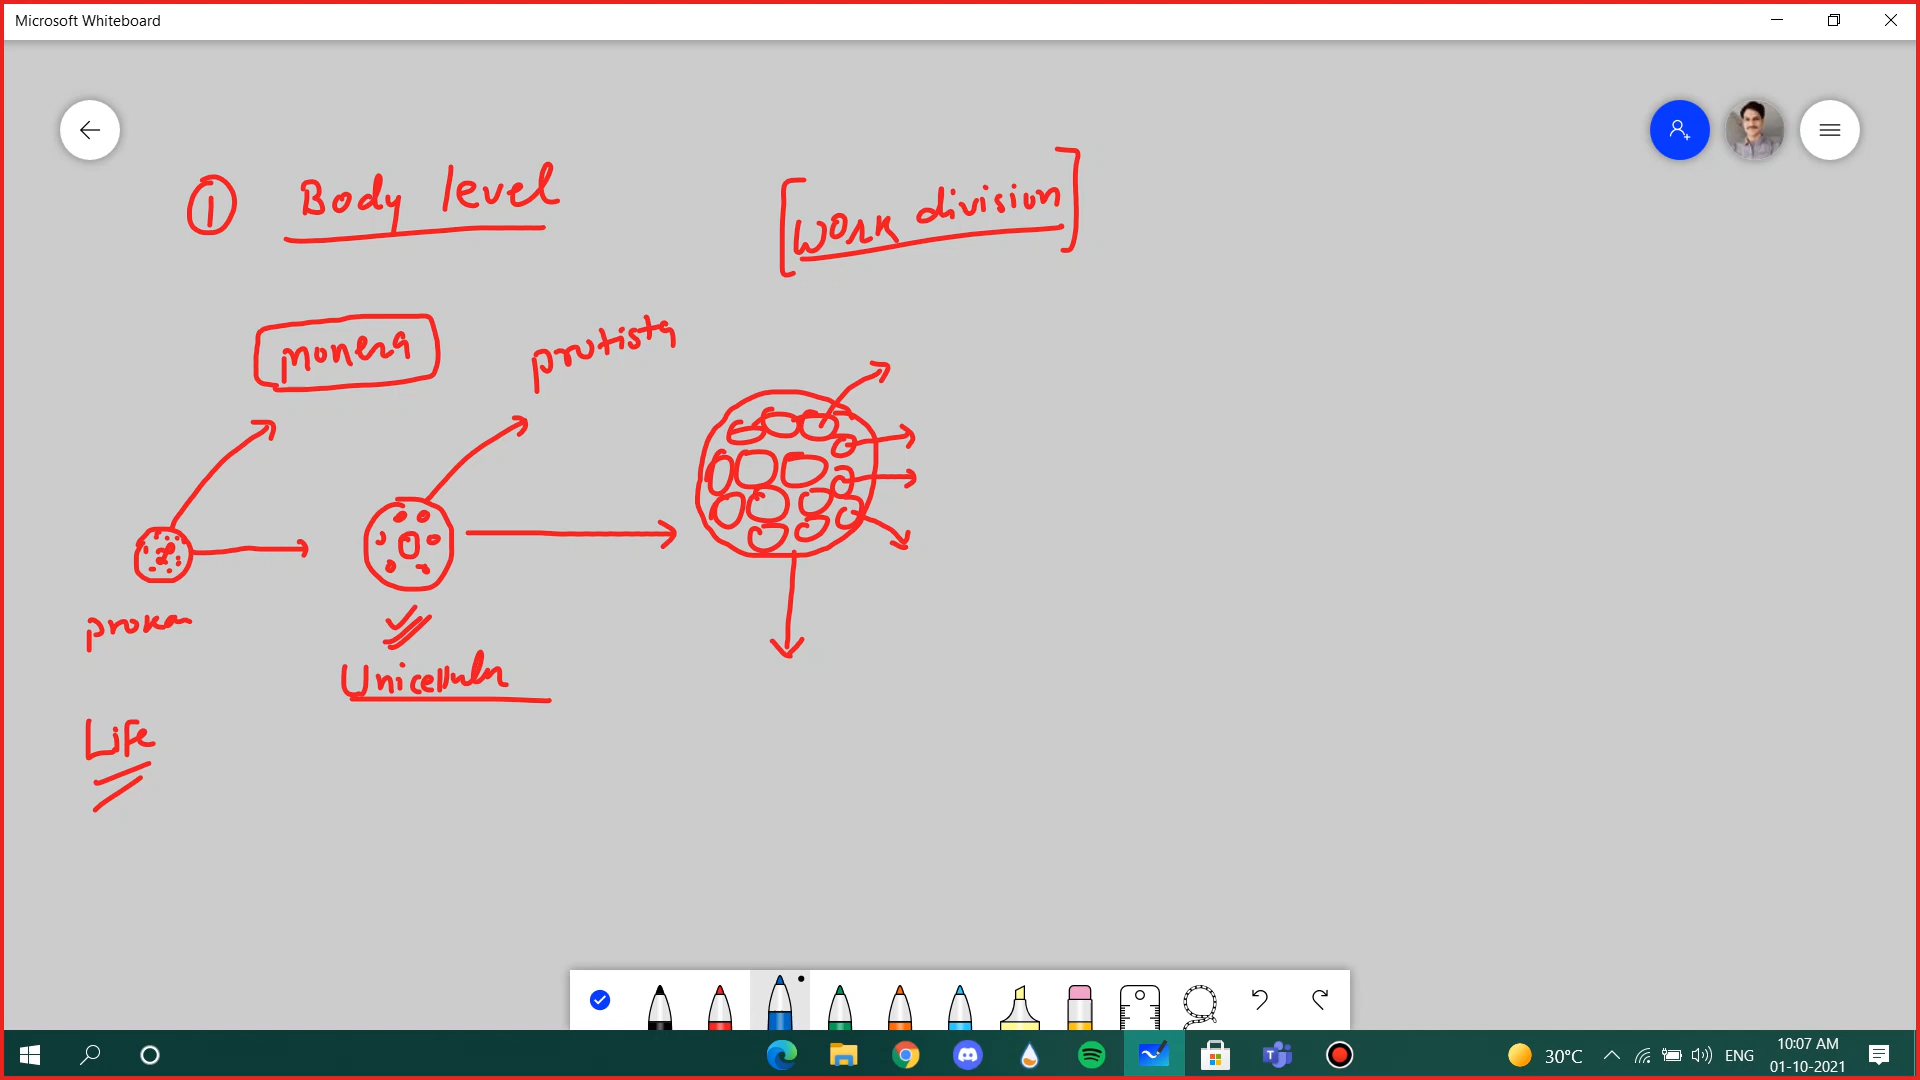 Microsoft Whiteboard
① Body level
[Work division]
Monera
protista
proka
Unicellular
Life
30°C
ENG
10:07 AM
01-10-2021